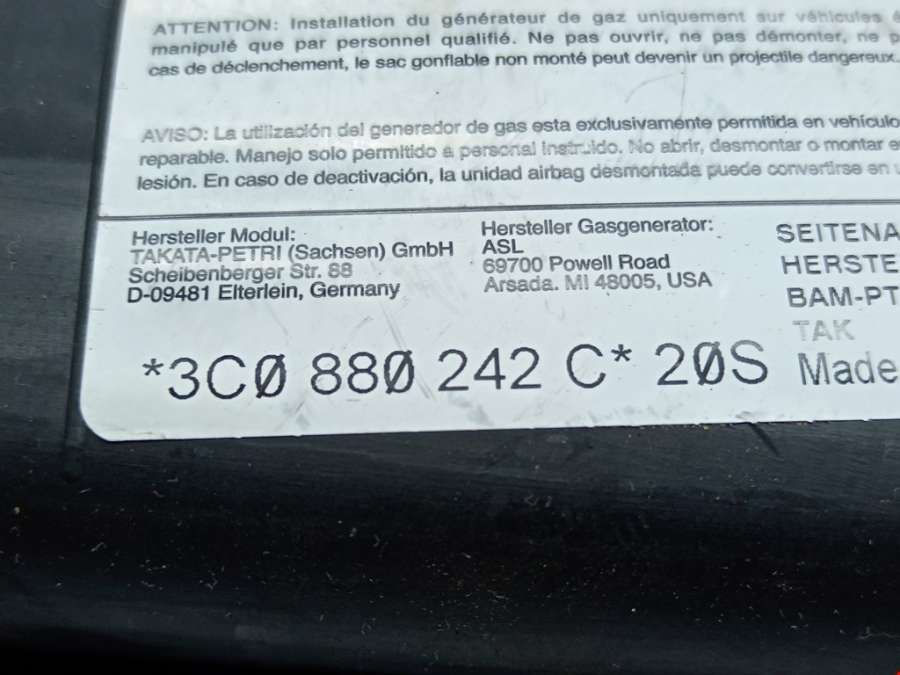 ATTENTION: Installation du générateur de gaz uniquement sur véhicules
manipulé que par personnel qualifié. Ne pas ouvrir, ne pas démonter, ne
cas de déclenchement, le sac gonflable non monté peut devenir un projectile dangereux.
AVISO: La utilización del generador de gas esta exclusivamente permitida en vehículo
reparable. Manejo solo permitido a personal instruido. No abrir, desmontar o montar
lesión. En caso de deactivación, la unidad airbag desmontada puede convertirse en
Hersteller Modul:
TAKATA-PETRI (Sachsen) GmbH
Scheibenberger Str. 88
D-09481 Elterlein, Germany
Hersteller Gasgenerator:
ASL
69700 Powell Road
Arsada. MI 48005, USA
SEITENA
HERSTE
BAM-PT
TAK
Made
*3CØ 88Ø 242 C* 2ØS